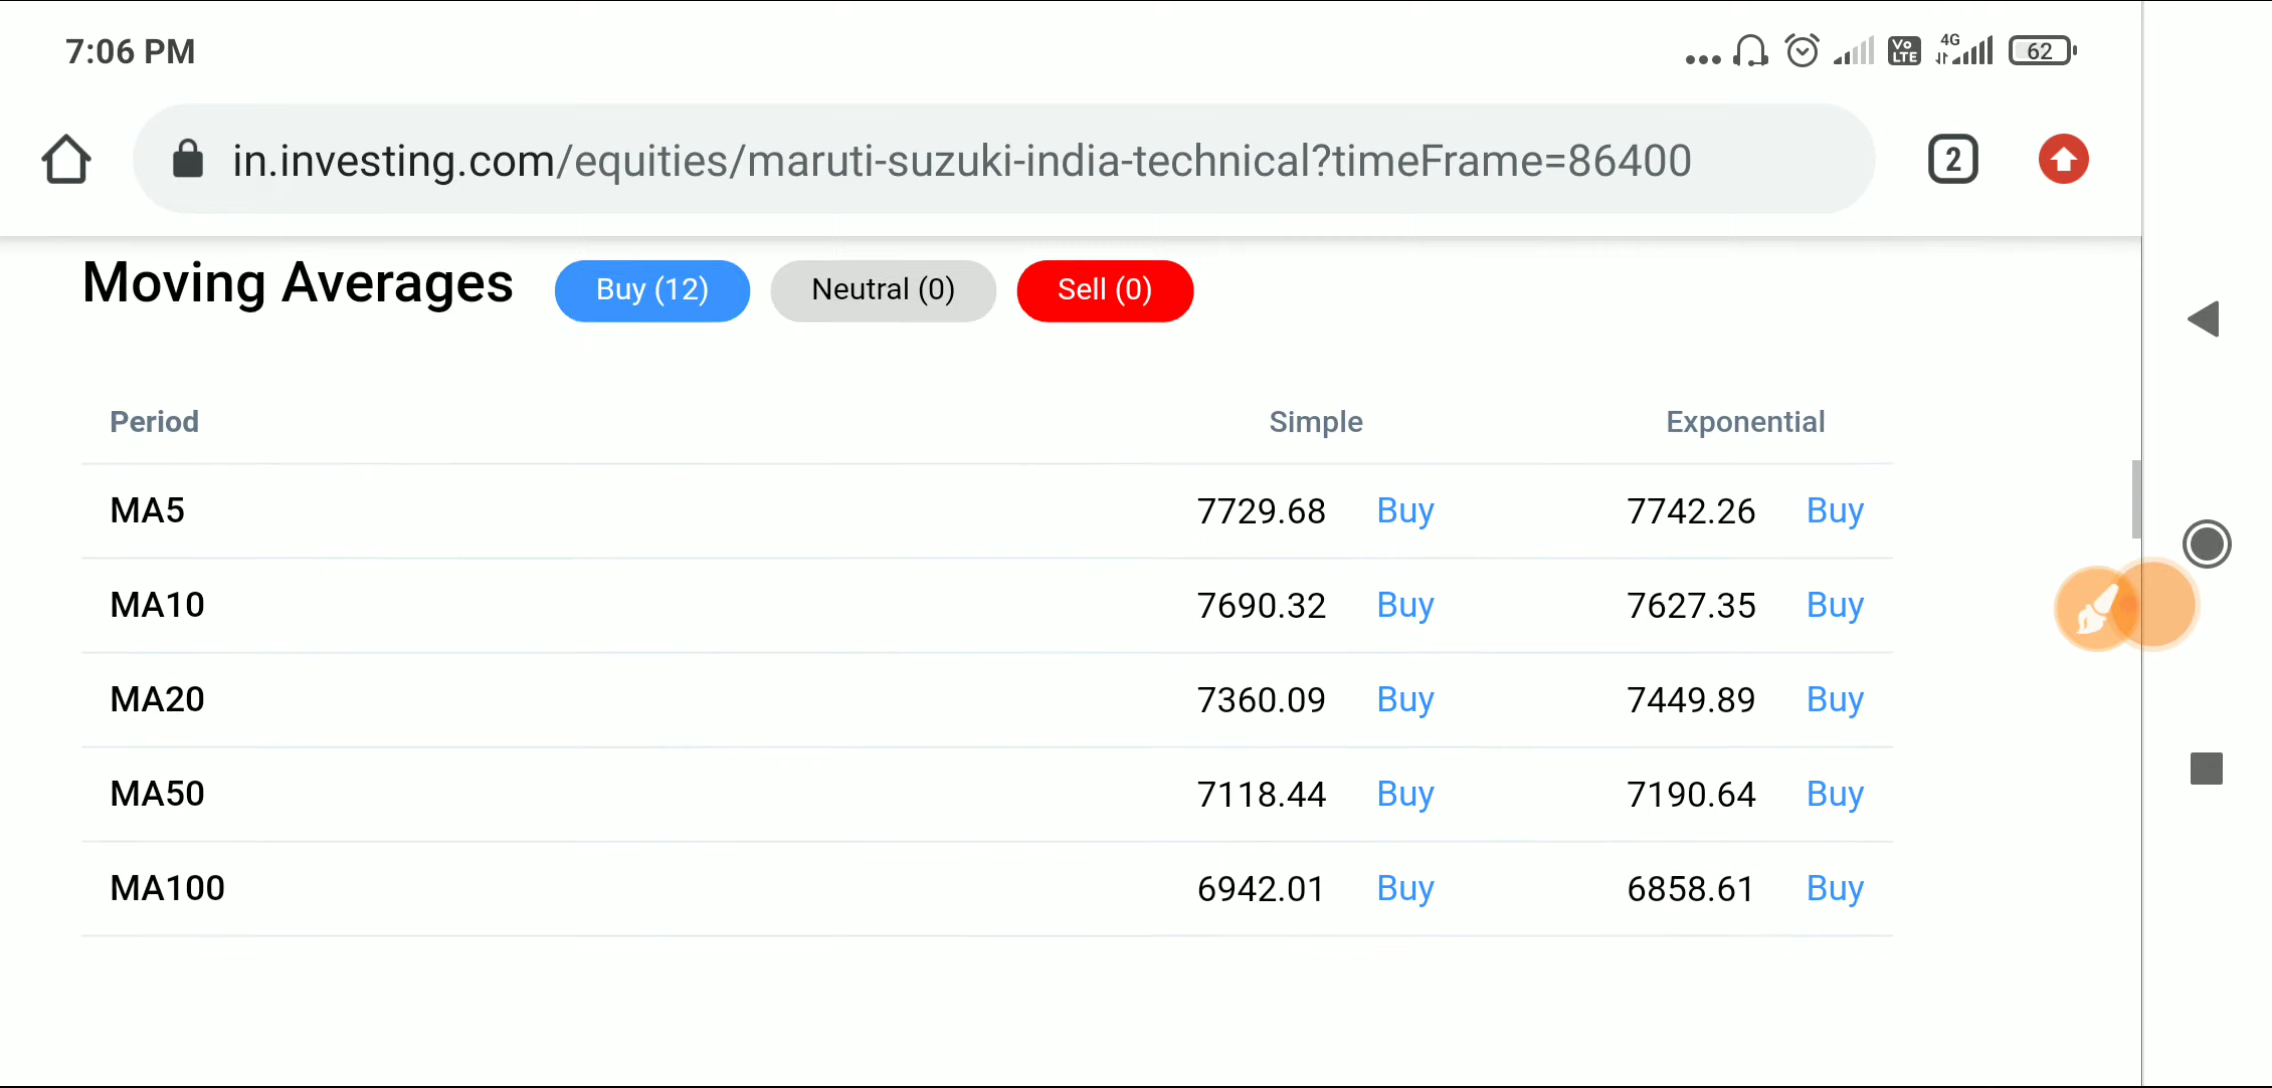 7:06 PM
Vo LTE 4G 62
in.investing.com/equities/maruti-suzuki-india-technical?timeFrame=86400 2
Moving Averages Buy (12) Neutral (0) Sell (0)
Period Simple Exponential
MA5 7729.68 Buy 7742.26 Buy
MA10 7690.32 Buy 7627.35 Buy
MA20 7360.09 Buy 7449.89 Buy
MA50 7118.44 Buy 7190.64 Buy
MA100 6942.01 Buy 6858.61 Buy